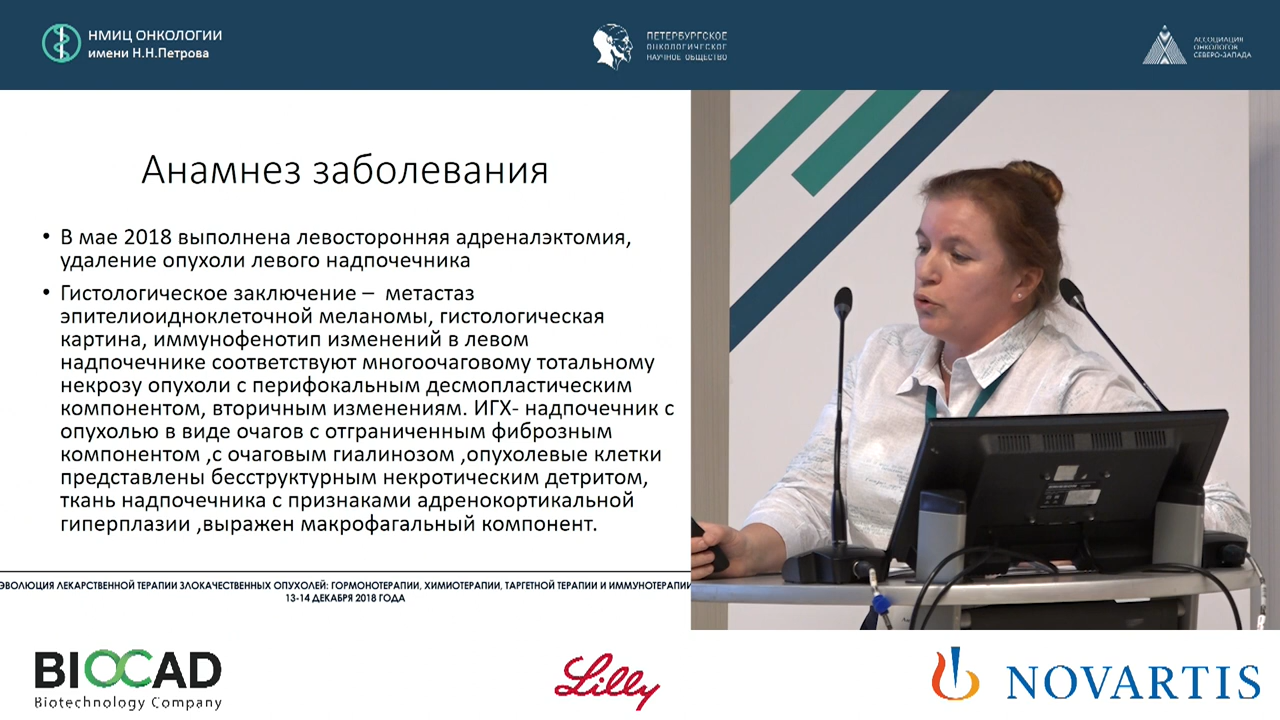 НМИЦ ОНКОЛОГИИ
имени Н.Н.Петрова
ПЕТЕРБУРГСКОЕ
ОНКОЛОГИЧЕСКОЕ
НАУЧНОЕ ОБЩЕСТВО
АССОЦИАЦИЯ
ОНКОЛОГОВ
СЕВЕРО-ЗАПАДА
Анамнез заболевания
• В мае 2018 выполнена левосторонняя адреналэктомия,
удаление опухоли левого надпочечника
• Гистологическое заключение – метастаз
эпителиоидноклеточной меланомы, гистологическая
картина, иммунофенотип изменений в левом
надпочечнике соответствуют многоочаговому тотальному
некрозу опухоли с перифокальным десмопластическим
компонентом, вторичным изменениям. ИГХ- надпочечник с
опухолью в виде очагов с отграниченным фиброзным
компонентом ,с очаговым гиалинозом ,опухолевые клетки
представлены бесструктурным некротическим детритом,
ткань надпочечника с признаками адренокортикальной
гиперплазии ,выражен макрофагальный компонент.
ЭВОЛЮЦИЯ ЛЕКАРСТВЕННОЙ ТЕРАПИИ ЗЛОКАЧЕСТВЕННЫХ ОПУХОЛЕЙ: ГОРМОНОТЕРАПИИ, ХИМИОТЕРАПИИ, ТАРГЕТНОЙ ТЕРАПИИ И ИММУНОТЕРАПИИ
13-14 ДЕКАБРЯ 2018 ГОДА
BIOCAD
Biotechnology Company
Lilly
NOVARTIS